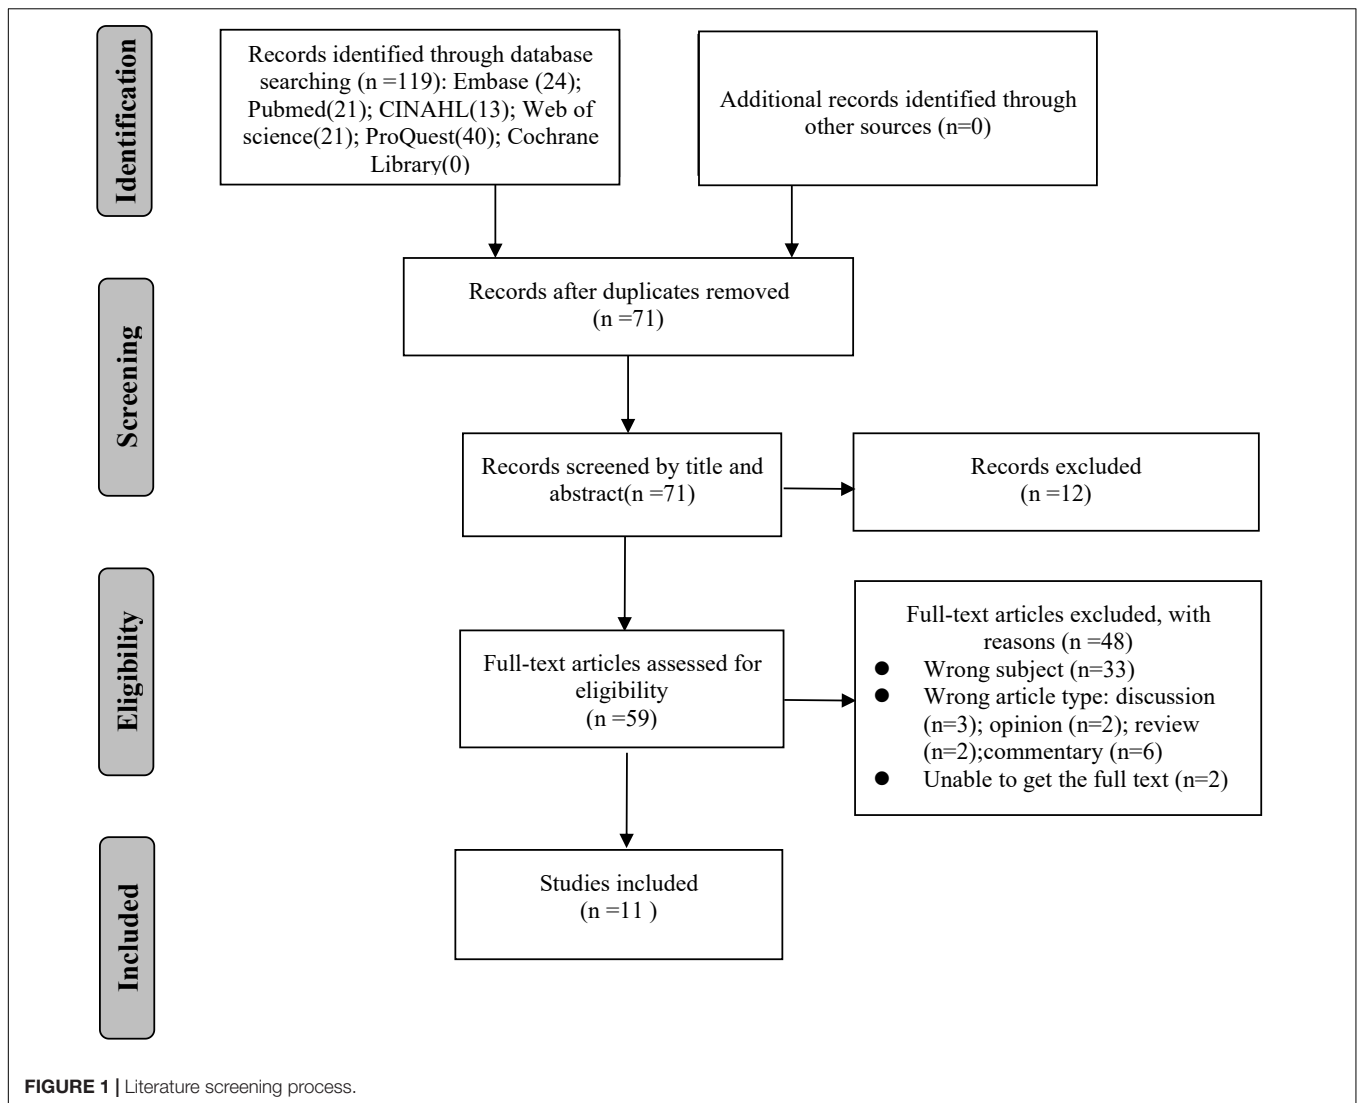 Identification
Records identified through database
searching (n =119): Embase (24);
Pubmed(21); CINAHL(13); Web of
science(21); ProQuest(40); Cochrane
Library(0)
Additional records identified through
other sources (n=0)
Screening
Records after duplicates removed
(n =71)
Records screened by title and
abstract(n =71)
Records excluded
(n =12)
Eligibility
Full-text articles assessed for
eligibility
(n =59)
Full-text articles excluded, with
reasons (n =48)
● Wrong subject (n=33)
● Wrong article type: discussion
(n=3); opinion (n=2); review
(n=2);commentary (n=6)
● Unable to get the full text (n=2)
Included
Studies included
(n =11 )
FIGURE 1 | Literature screening process.